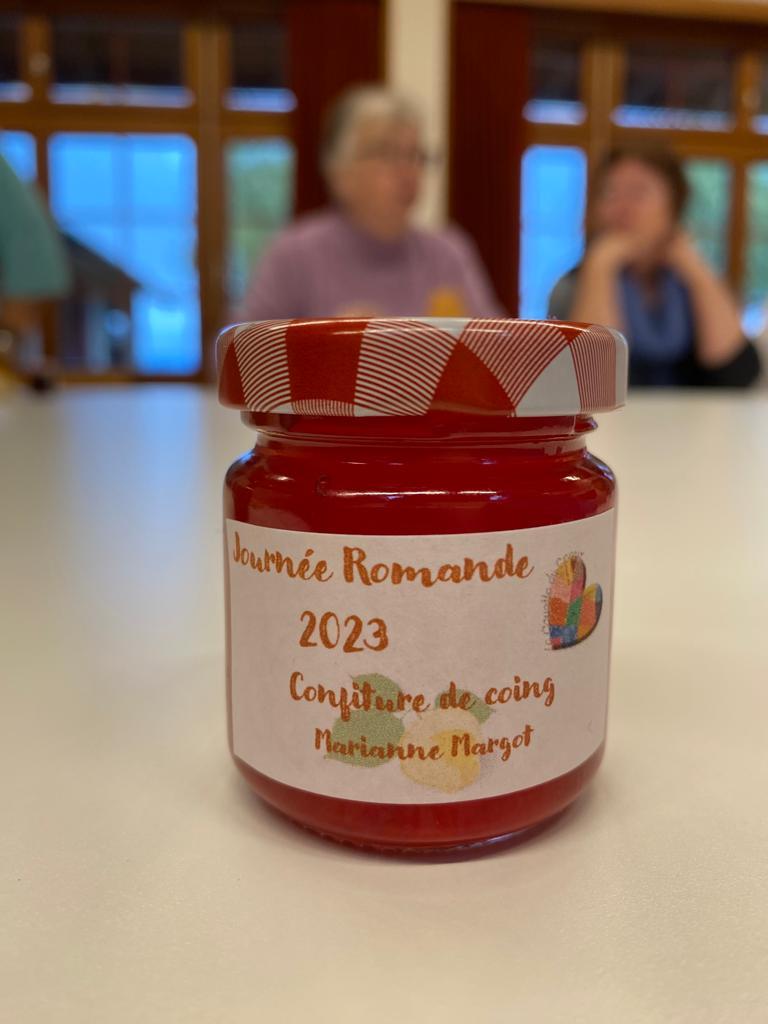 Journée Romande
2023
Confiture de coing
Marianne Margot